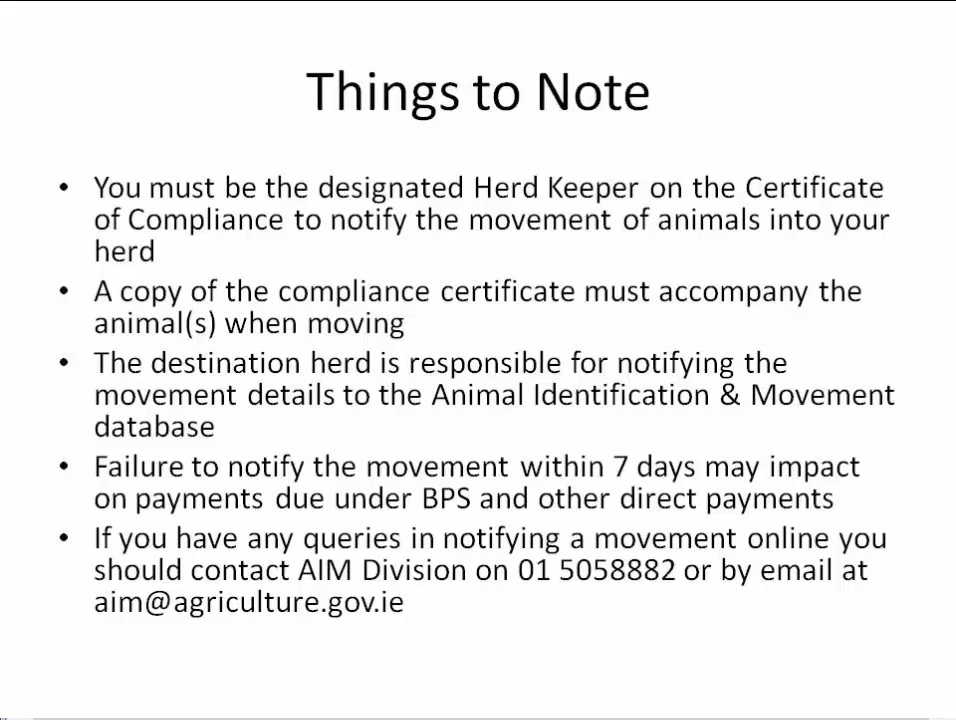 Things to Note
• You must be the designated Herd Keeper on the Certificate
of Compliance to notify the movement of animals into your
herd
• A copy of the compliance certificate must accompany the
animal(s) when moving
• The destination herd is responsible for notifying the
movement details to the Animal Identification & Movement
database
• Failure to notify the movement within 7 days may impact
on payments due under BPS and other direct payments
• If you have any queries in notifying a movement online you
should contact AIM Division on 01 5058882 or by email at
aim@agriculture.gov.ie